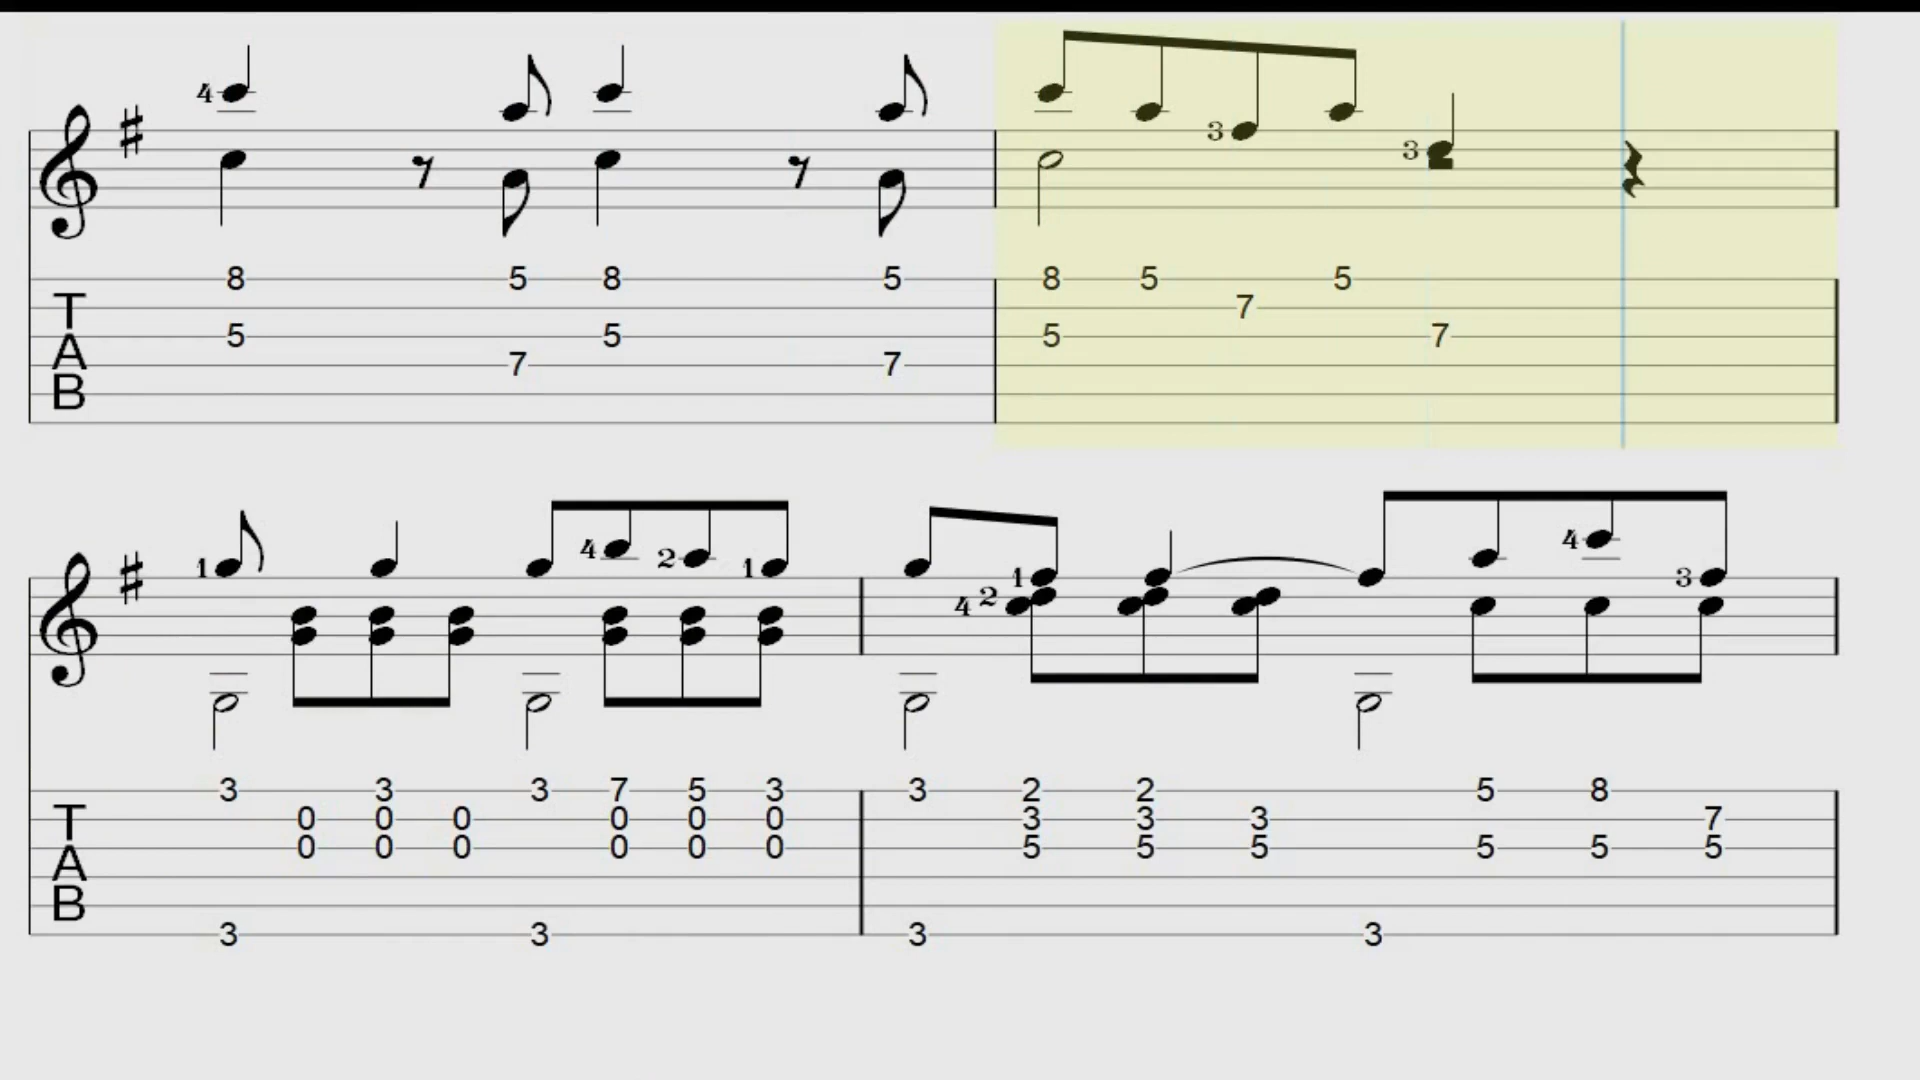 4
3
3
8 5 8 5 8 5 5
T 7
A 5 5 5 7
7 7
B
4 2 1 4
1 1 3
2
4
3 3 3 7 5 3 3 2 2 5 8
T 0 0 0 0 0 0 3 3 3 7
A 0 0 0 0 0 0 5 5 5 5 5 5
B
3 3 3 3